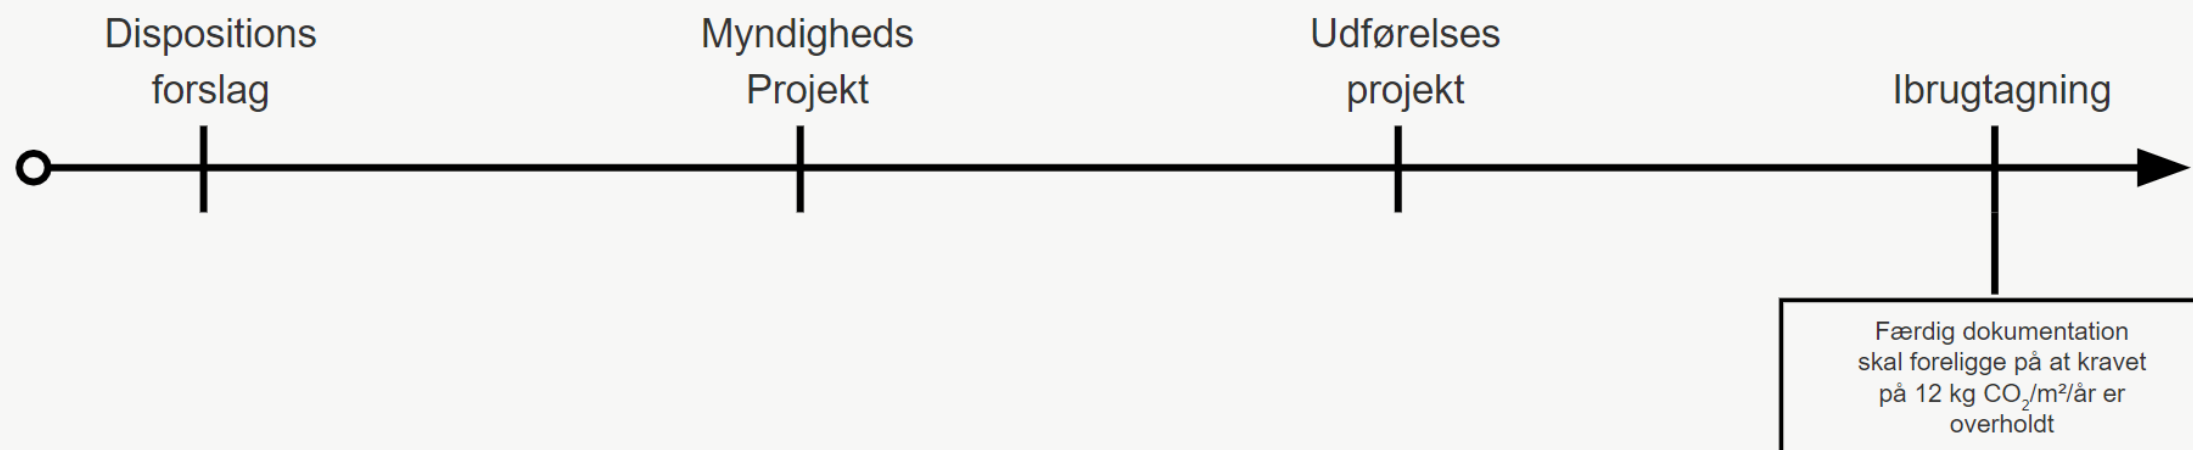 Dispositions
forslag
Myndigheds
Projekt
Udførelses
projekt
Ibrugtagning
Færdig dokumentation
skal foreligge på at kravet
på 12 kg CO₂/m²/år er
overholdt